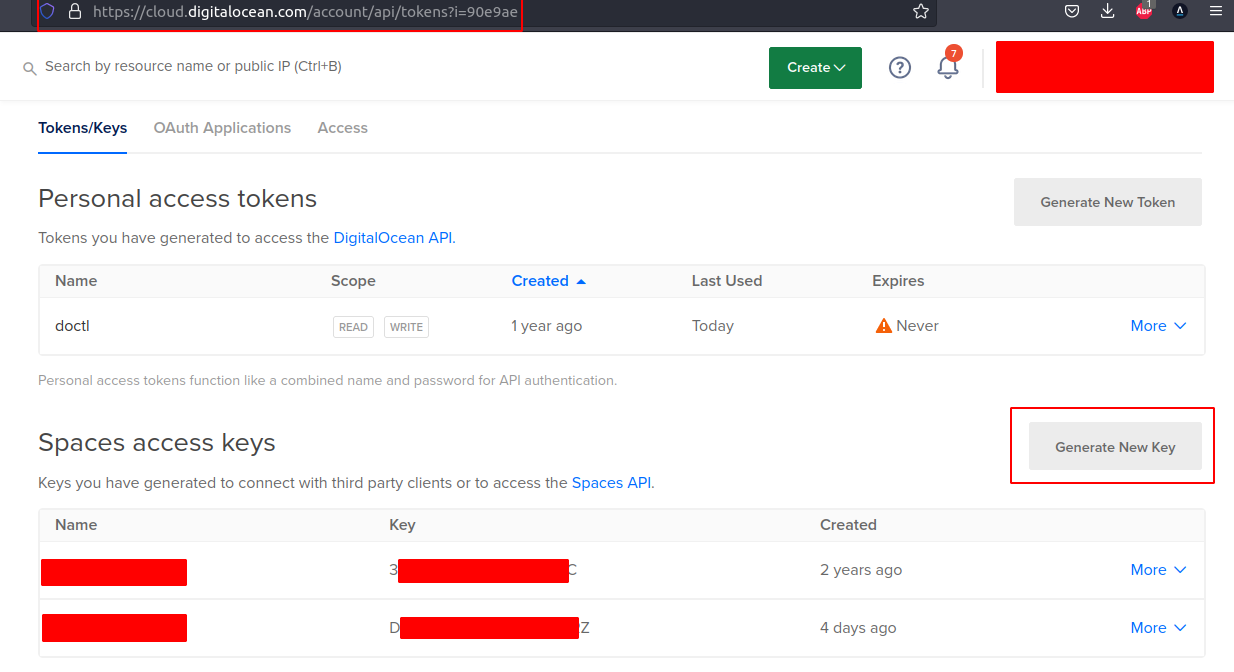 https://cloud.digitalocean.com/account/api/tokens?i=90e9ae
ABP 1
Search by resource name or public IP (Ctrl+B)
Create
? 7
Tokens/Keys OAuth Applications Access
Personal access tokens
Generate New Token
Tokens you have generated to access the DigitalOcean API.
Name Scope Created Last Used Expires
doctl READ WRITE 1 year ago Today Never More
Personal access tokens function like a combined name and password for API authentication.
Spaces access keys
Generate New Key
Keys you have generated to connect with third party clients or to access the Spaces API.
Name Key Created
3 C 2 years ago More
D Z 4 days ago More